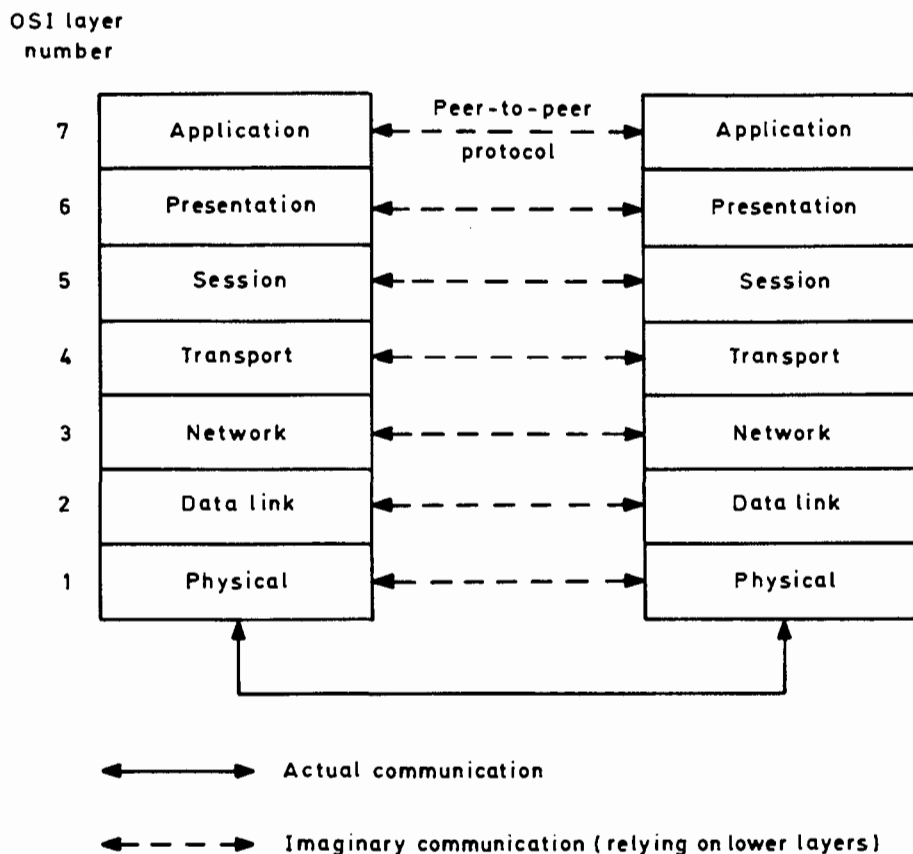 OSI layer
number
7 Application Peer-to-peer protocol Application
6 Presentation Presentation
5 Session Session
4 Transport Transport
3 Network Network
2 Data link Data link
1 Physical Physical
Actual communication
Imaginary communication (relying on lower layers)